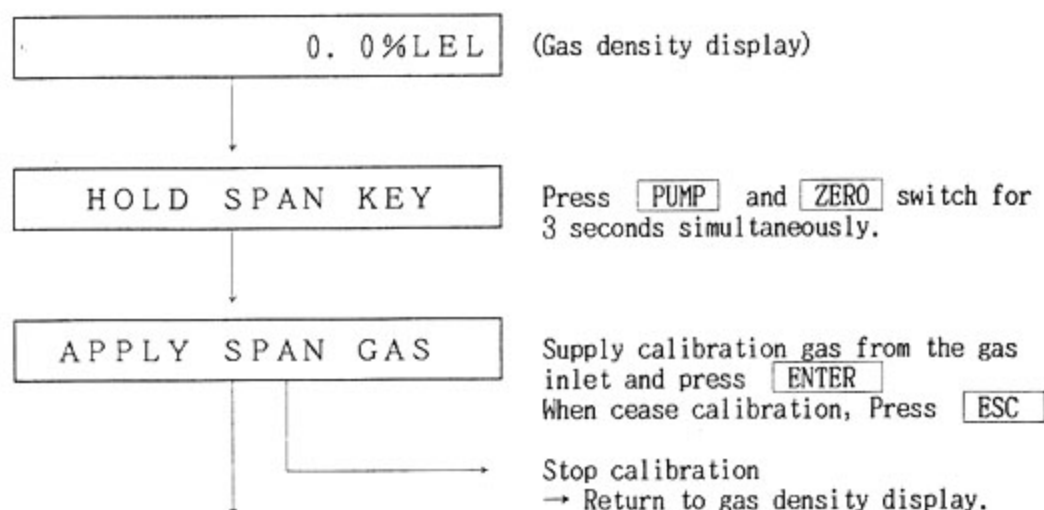 0. 0%LEL (Gas density display)
HOLD SPAN KEY
Press PUMP and ZERO switch for
3 seconds simultaneously.
APPLY SPAN GAS
Supply calibration gas from the gas
inlet and press ENTER
When cease calibration, Press ESC
Stop calibration
→ Return to gas density display.